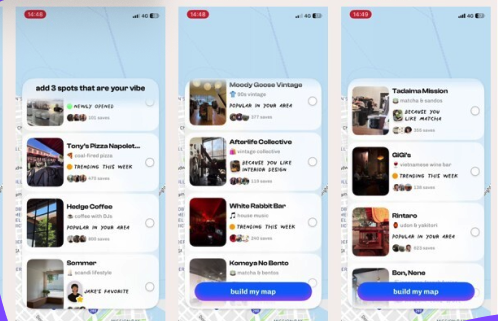 14:48
4G
add 3 spots that are your vibe
NEWLY OPENED
Tony's Pizza Napolet...
coal-fired pizza
TRENDING THIS WEEK
475 saves
Hedge Coffee
coffee with DJs
POPULAR IN YOUR AREA
Sommer
scandi lifestyle
JAKE'S FAVORITE
14:48
4G
Moody Goose Vintage
90s vintage
POPULAR IN YOUR AREA
Afterlife Collective
vintage collective
BECAUSE YOU LIKE
INTERIOR DESIGN
White Rabbit Bar
house music
TRENDING THIS WEEK
Komeya No Bento
matcha & bentos
build my map
14:49
4G
Tadaima Mission
matcha & sandos
BECAUSE YOU
LIKE MATCHA
GiGi's
vietnamese wine bar
TRENDING THIS WEEK
Rintaro
udon & yakitori
POPULAR IN YOUR AREA
Bon, Nene
build my map